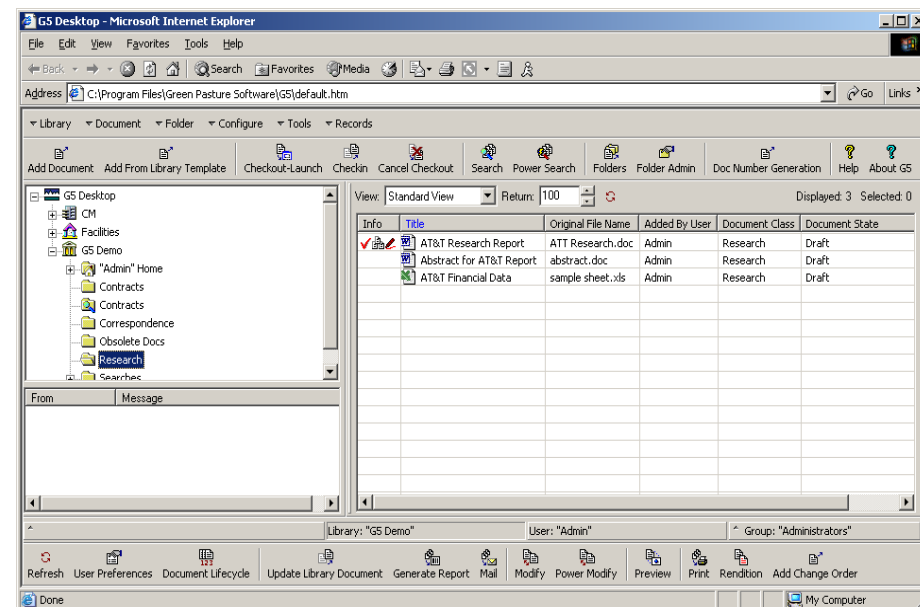 G5 Desktop - Microsoft Internet Explorer
File Edit View Favorites Tools Help
Back Search Favorites Media
Address C:\Program Files\Green Pasture Software\G5\default.htm Go Links
Library Document Folder Configure Tools Records
Add Document Add From Library Template Checkout-Launch Checkin Cancel Checkout Search Power Search Folders Folder Admin Doc Number Generation Help About G5
G5 Desktop
CM
Facilities
G5 Demo
"Admin" Home
Contracts
Contracts
Correspondence
Obsolete Docs
Research
Searches
From Message
View: Standard View Return: 100 Displayed: 3 Selected: 0
Info Title Original File Name Added By User Document Class Document State
AT&T Research Report ATT Research.doc Admin Research Draft
Abstract for AT&T Report abstract.doc Admin Research Draft
AT&T Financial Data sample sheet.xls Admin Research Draft
Library: "G5 Demo" User: "Admin" Group: "Administrators"
Refresh User Preferences Document Lifecycle Update Library Document Generate Report Mail Modify Power Modify Preview Print Rendition Add Change Order
Done My Computer